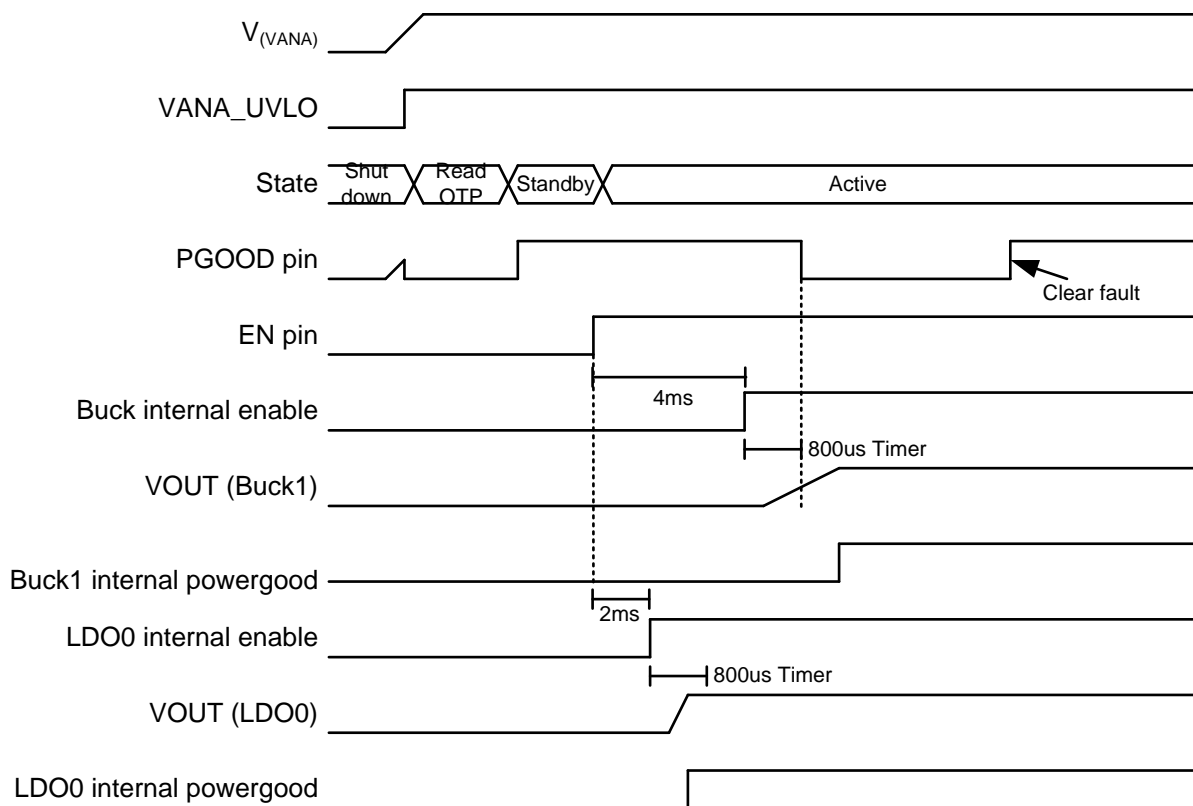 V(VANA)
VANA_UVLO
State
Shut
down
Read
OTP
Standby
Active
PGOOD pin
Clear fault
EN pin
4ms
Buck internal enable
800us Timer
VOUT (Buck1)
Buck1 internal powergood
2ms
LDO0 internal enable
800us Timer
VOUT (LDO0)
LDO0 internal powergood